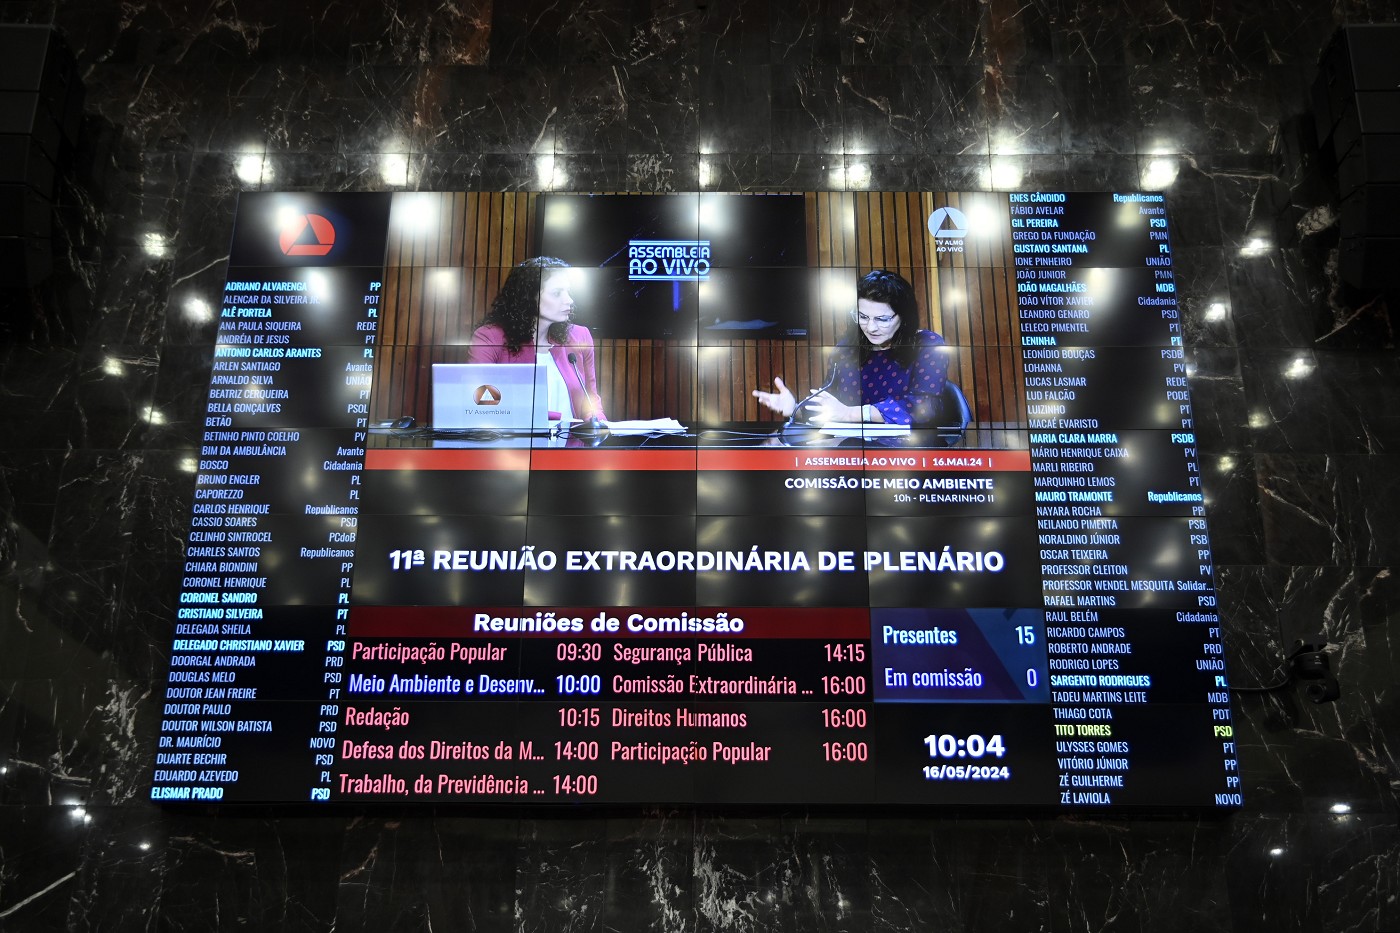 ADRIANO ALVARENGA PP
ALENCAR DA SILVEIRA JR. PDT
ALÊ PORTELA PL
ANA PAULA SIQUEIRA REDE
ANDRÉIA DE JESUS PT
ANTONIO CARLOS ARANTES PL
ARLEN SANTIAGO Avante
ARNALDO SILVA UNIÃO
BEATRIZ CERQUEIRA PT
BELLA GONÇALVES PSOL
BETÃO PT
BETINHO PINTO COELHO PV
BIM DA AMBULÂNCIA Avante
BOSCO Cidadania
BRUNO ENGLER PL
CAPOREZZO PL
CARLOS HENRIQUE Republicanos
CASSIO SOARES PSD
CELINHO SINTROCEL PCdoB
CHARLES SANTOS Republicanos
CHIARA BIONDINI PP
CORONEL HENRIQUE PL
CORONEL SANDRO PL
CRISTIANO SILVEIRA PT
DELEGADA SHEILA PL
DELEGADO CHRISTIANO XAVIER PSD
DOORGAL ANDRADA PRD
DOUGLAS MELO PSD
DOUTOR JEAN FREIRE PT
DOUTOR PAULO PRD
DOUTOR WILSON BATISTA PSD
DR. MAURÍCIO NOVO
DUARTE BECHIR PSD
EDUARDO AZEVEDO PL
ELISMAR PRADO PSD
ASSEMBLEIA
AO VIVO
TV ALMG
AO VIVO
TV Assembleia
| ASSEMBLEIA AO VIVO | 16.MAI.24 |
COMISSÃO DE MEIO AMBIENTE
10h - PLENARINHO II
11ª REUNIÃO EXTRAORDINÁRIA DE PLENÁRIO
Reuniões de Comissão
Participação Popular 09:30
Meio Ambiente e Desenv... 10:00
Redação 10:15
Defesa dos Direitos da M... 14:00
Trabalho, da Previdência ... 14:00
Segurança Pública 14:15
Comissão Extraordinária ... 16:00
Direitos Humanos 16:00
Participação Popular 16:00
Presentes 15
Em comissão 0
10:04
16/05/2024
ENES CÂNDIDO Republicanos
FÁBIO AVELAR Avante
GIL PEREIRA PSD
GREGO DA FUNDAÇÃO PMN
GUSTAVO SANTANA PL
IONE PINHEIRO UNIÃO
JOÃO JUNIOR PMN
JOÃO MAGALHÃES MDB
JOÃO VÍTOR XAVIER Cidadania
LEANDRO GENARO PSD
LELECO PIMENTEL PT
LENINHA PT
LEONÍDIO BOUÇAS PSDB
LOHANNA PV
LUCAS LASMAR REDE
LUD FALCÃO PODE
LUIZINHO PT
MACAÉ EVARISTO PT
MARIA CLARA MARRA PSDB
MÁRIO HENRIQUE CAIXA PV
MARLI RIBEIRO PL
MARQUINHO LEMOS PT
MAURO TRAMONTE Republicanos
NAYARA ROCHA PP
NEILANDO PIMENTA PSB
NORALDINO JÚNIOR PSB
OSCAR TEIXEIRA PP
PROFESSOR CLEITON PV
PROFESSOR WENDEL MESQUITA Solidar...
RAFAEL MARTINS PSD
RAUL BELÉM Cidadania
RICARDO CAMPOS PT
ROBERTO ANDRADE PRD
RODRIGO LOPES UNIÃO
SARGENTO RODRIGUES PL
TADEU MARTINS LEITE MDB
THIAGO COTA PDT
TITO TORRES PSD
ULYSSES GOMES PT
VITÓRIO JÚNIOR PP
ZÉ GUILHERME PP
ZÉ LAVIOLA NOVO